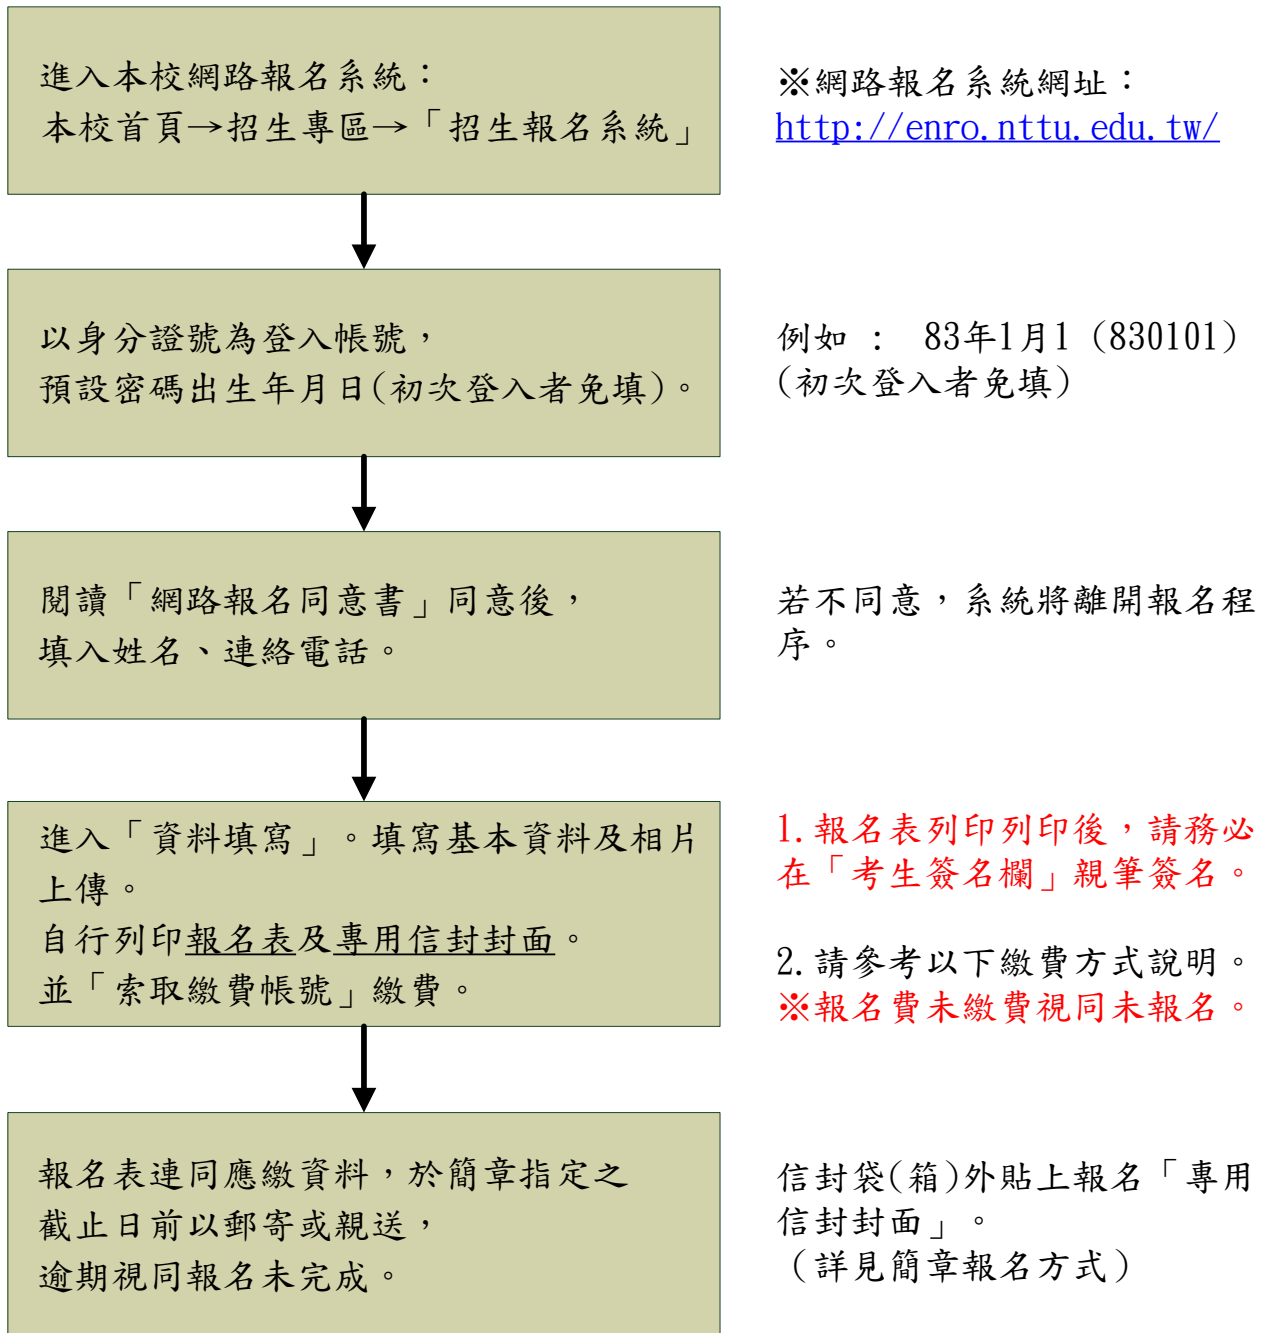 進入本校網路報名系統：
本校首頁→招生專區→「招生報名系統」
※網路報名系統網址：
http://enro.nttu.edu.tw/
以身分證號為登入帳號，
預設密碼出生年月日(初次登入者免填)。
例如 ： 83年1月1 (830101)
(初次登入者免填)
閱讀「網路報名同意書」同意後，
填入姓名、連絡電話。
若不同意，系統將離開報名程
序。
進入「資料填寫」。填寫基本資料及相片
上傳。
自行列印報名表及專用信封封面。
並「索取繳費帳號」繳費。
1.報名表列印列印後，請務必
在「考生簽名欄」親筆簽名。
2.請參考以下繳費方式說明。
※報名費未繳費視同未報名。
報名表連同應繳資料，於簡章指定之
截止日前以郵寄或親送，
逾期視同報名未完成。
信封袋(箱)外貼上報名「專用
信封封面」。
（詳見簡章報名方式）